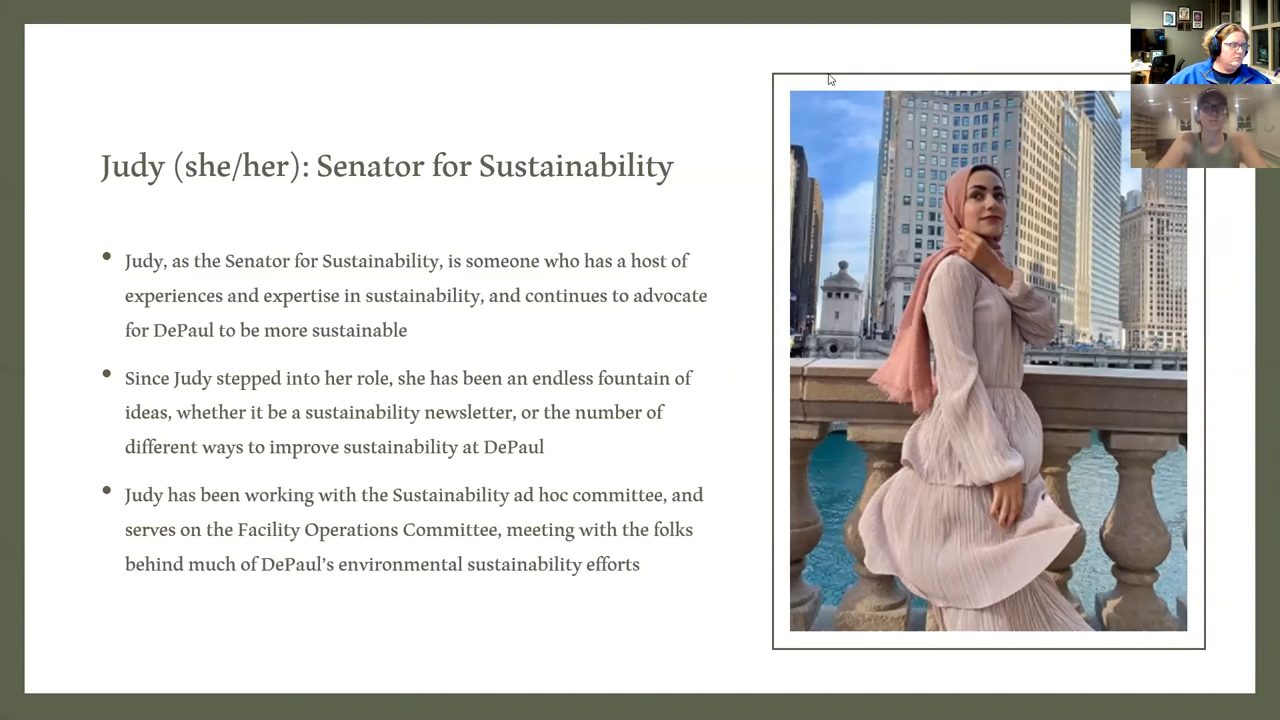 Judy (she/her): Senator for Sustainability
• Judy, as the Senator for Sustainability, is someone who has a host of
experiences and expertise in sustainability, and continues to advocate
for DePaul to be more sustainable
• Since Judy stepped into her role, she has been an endless fountain of
ideas, whether it be a sustainability newsletter, or the number of
different ways to improve sustainability at DePaul
• Judy has been working with the Sustainability ad hoc committee, and
serves on the Facility Operations Committee, meeting with the folks
behind much of DePaul’s environmental sustainability efforts